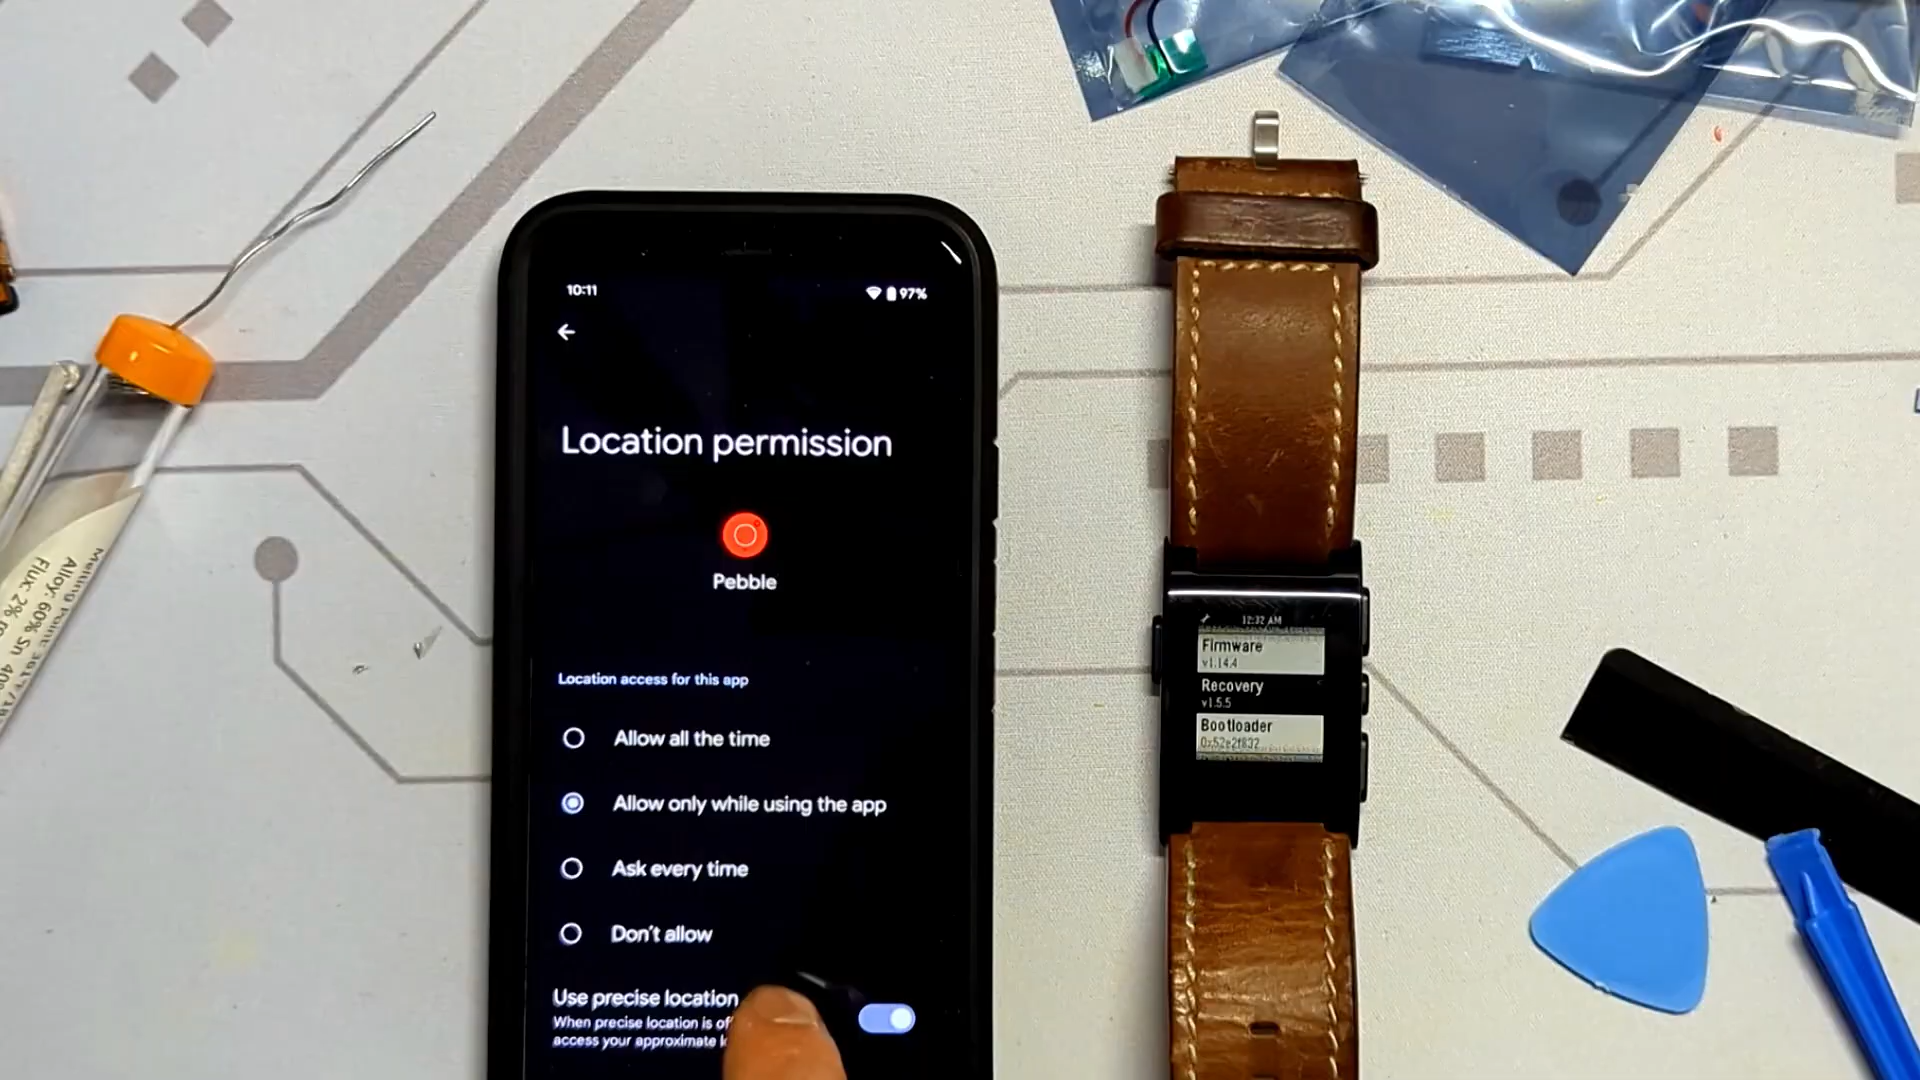 10:11
97%
Location permission
Pebble
Location access for this app
Allow all the time
Allow only while using the app
Ask every time
Don't allow
Use precise location
When precise location is
access your approximate
12:32 AM
Firmware
v1.14.4
Recovery
v1.5.5
Bootloader
0x52e2f832
Alloy: 60% Sn
Flux: 2%